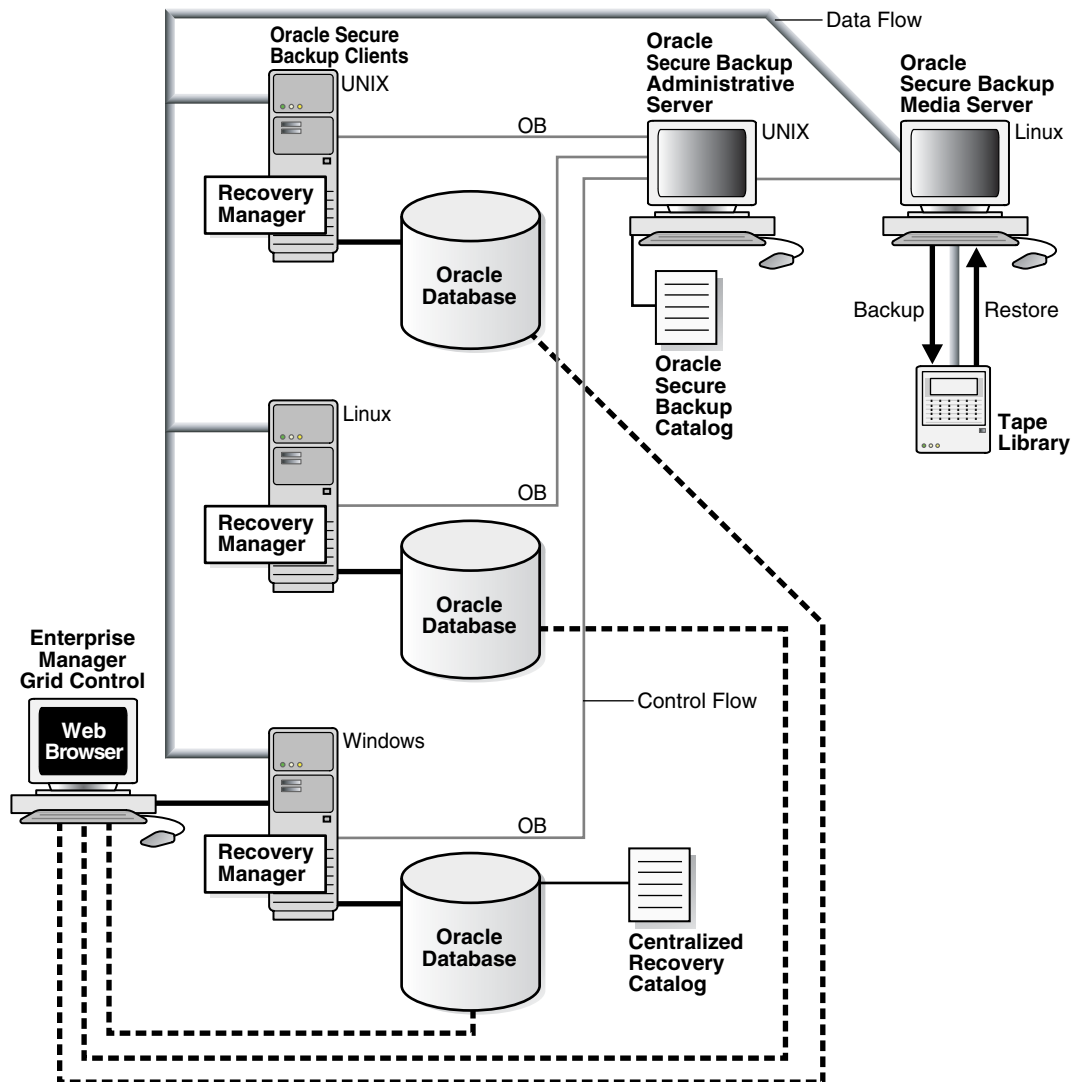 Data Flow
Oracle Secure
Backup Clients
UNIX
Oracle
Secure Backup
Administrative
Server
UNIX
Oracle
Secure Backup
Media Server
Linux
OB
Recovery
Manager
Oracle
Database
Backup
Restore
Oracle
Secure
Backup
Catalog
Tape
Library
Linux
OB
Recovery
Manager
Oracle
Database
Enterprise
Manager
Grid Control
Web
Browser
Control Flow
Windows
OB
Recovery
Manager
Oracle
Database
Centralized
Recovery
Catalog